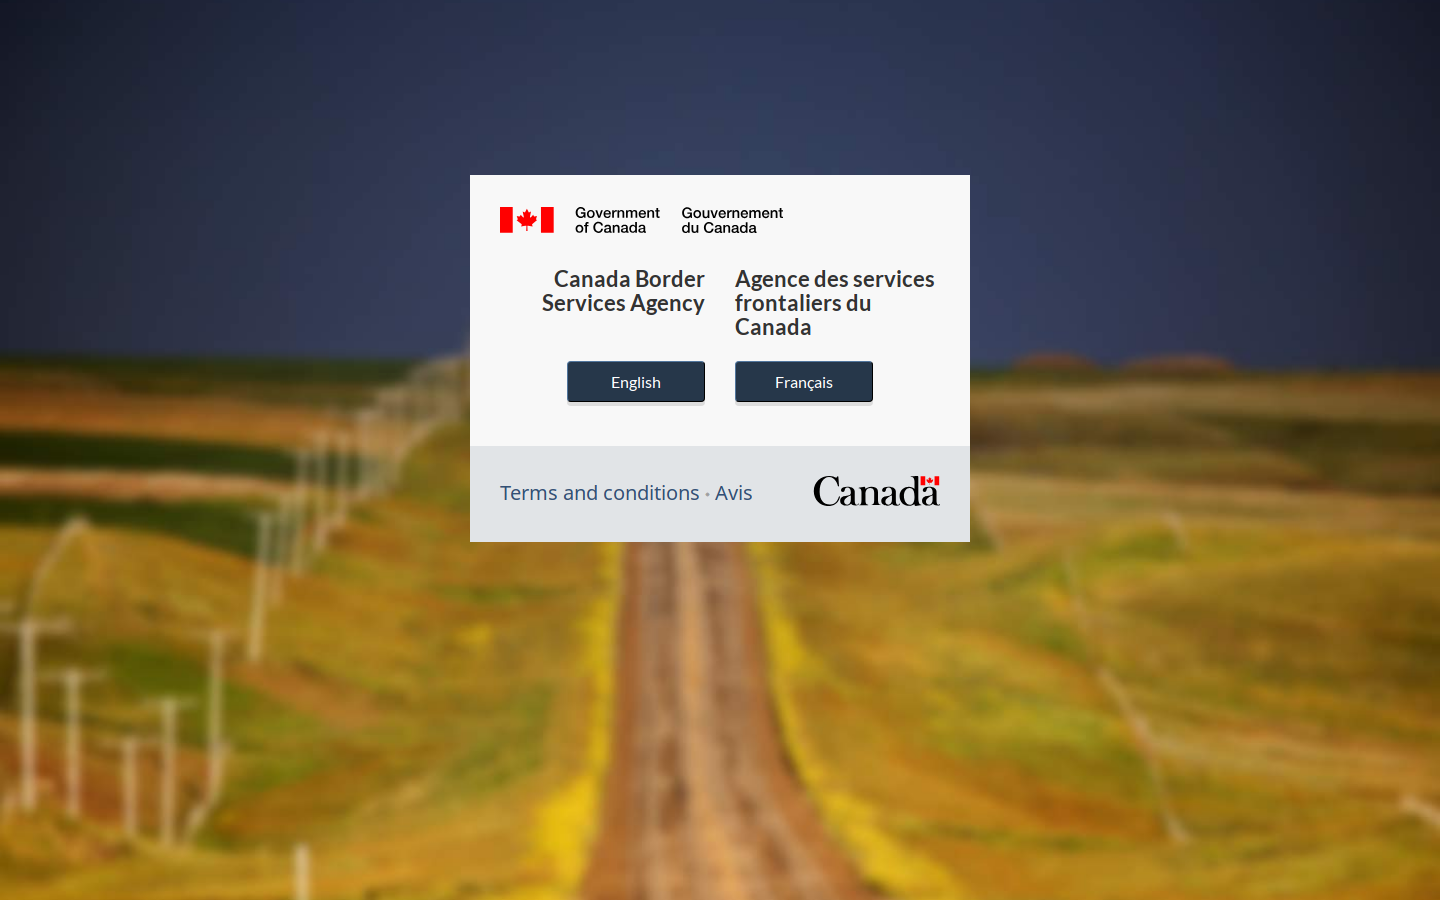 Government of Canada
Gouvernement du Canada
Canada Border Services Agency
Agence des services frontaliers du Canada
English
Français
Terms and conditions • Avis
Canada